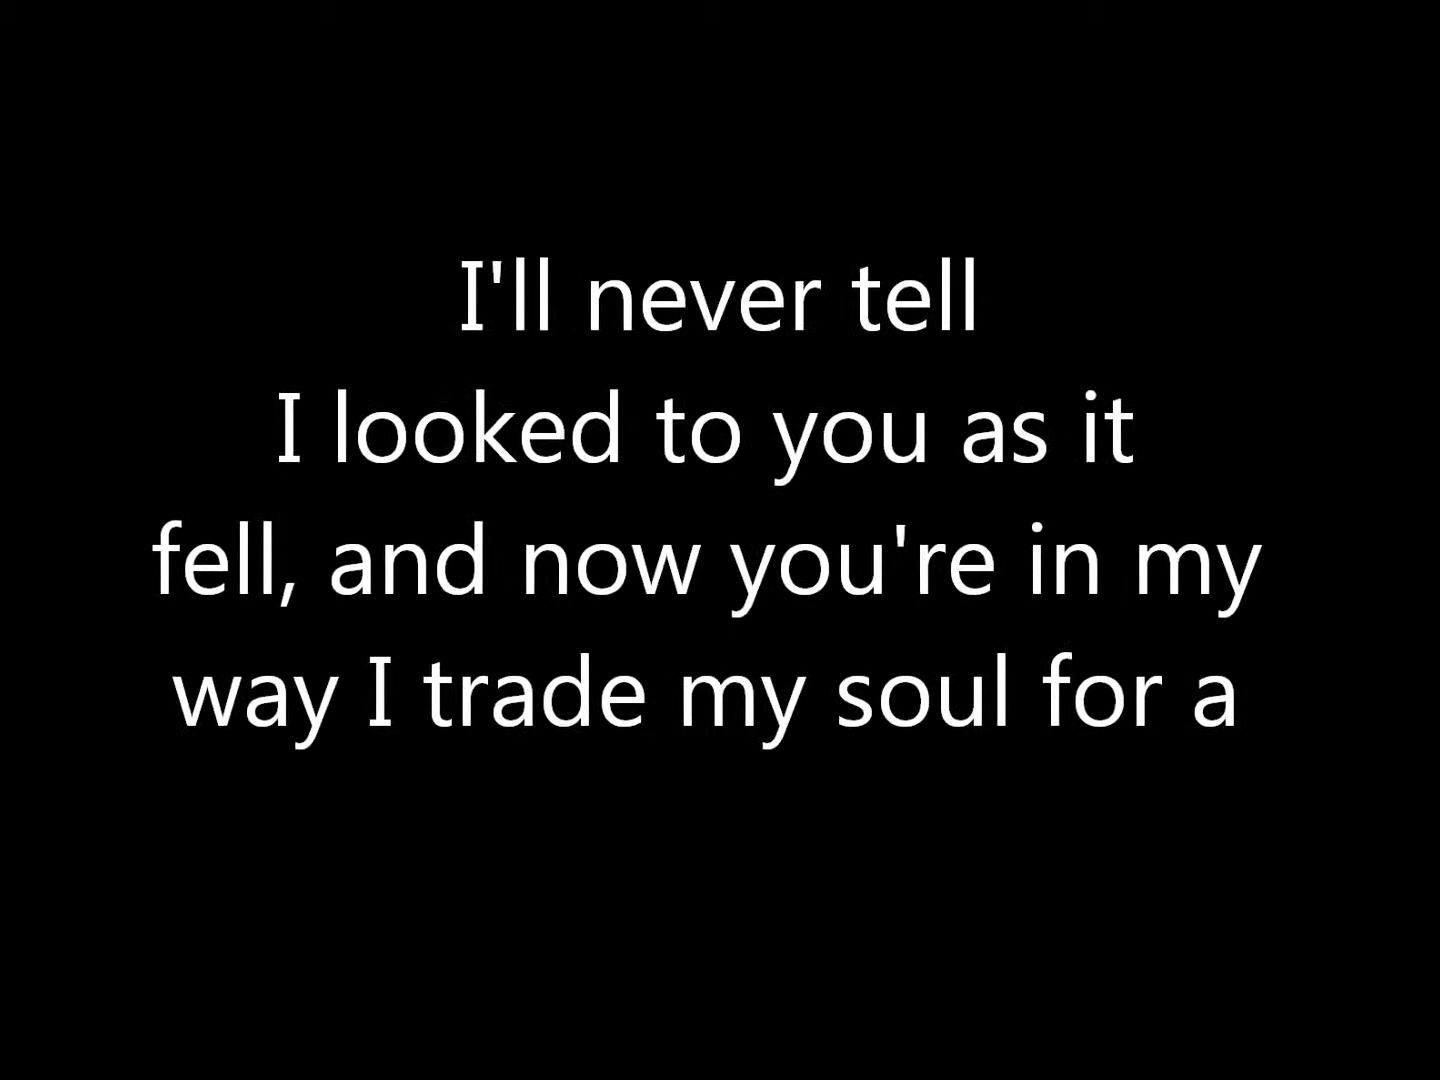 I'll never tell
I looked to you as it
fell, and now you're in my
way I trade my soul for a